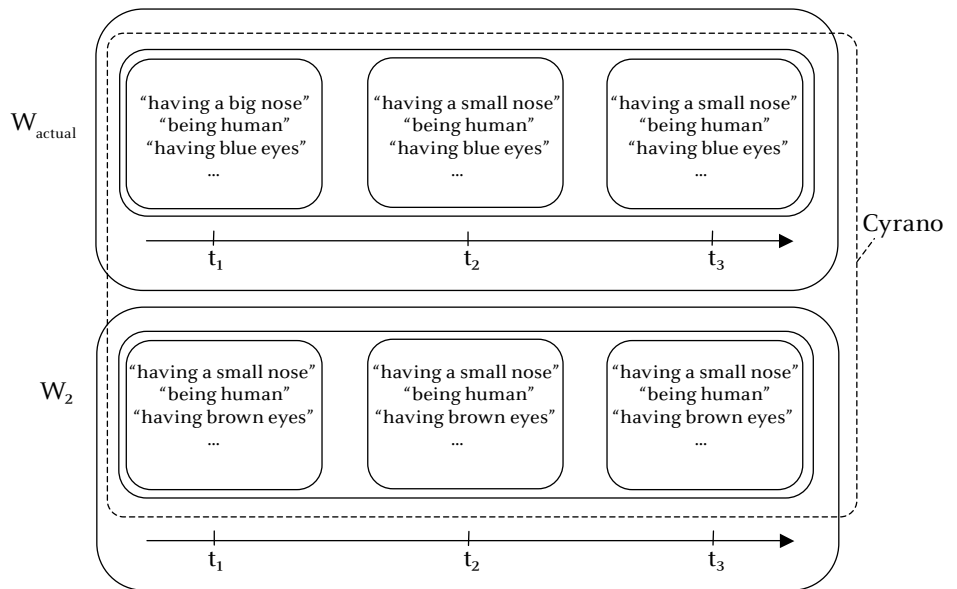 “having a big nose”
“being human”
“having blue eyes”
...
“having a small nose”
“being human”
“having blue eyes”
...
“having a small nose”
“being human”
“having blue eyes”
...
W actual
t1
t2
t3
Cyrano
“having a small nose”
“being human”
“having brown eyes”
...
“having a small nose”
“being human”
“having brown eyes”
...
“having a small nose”
“being human”
“having brown eyes”
...
W2
t1
t2
t3